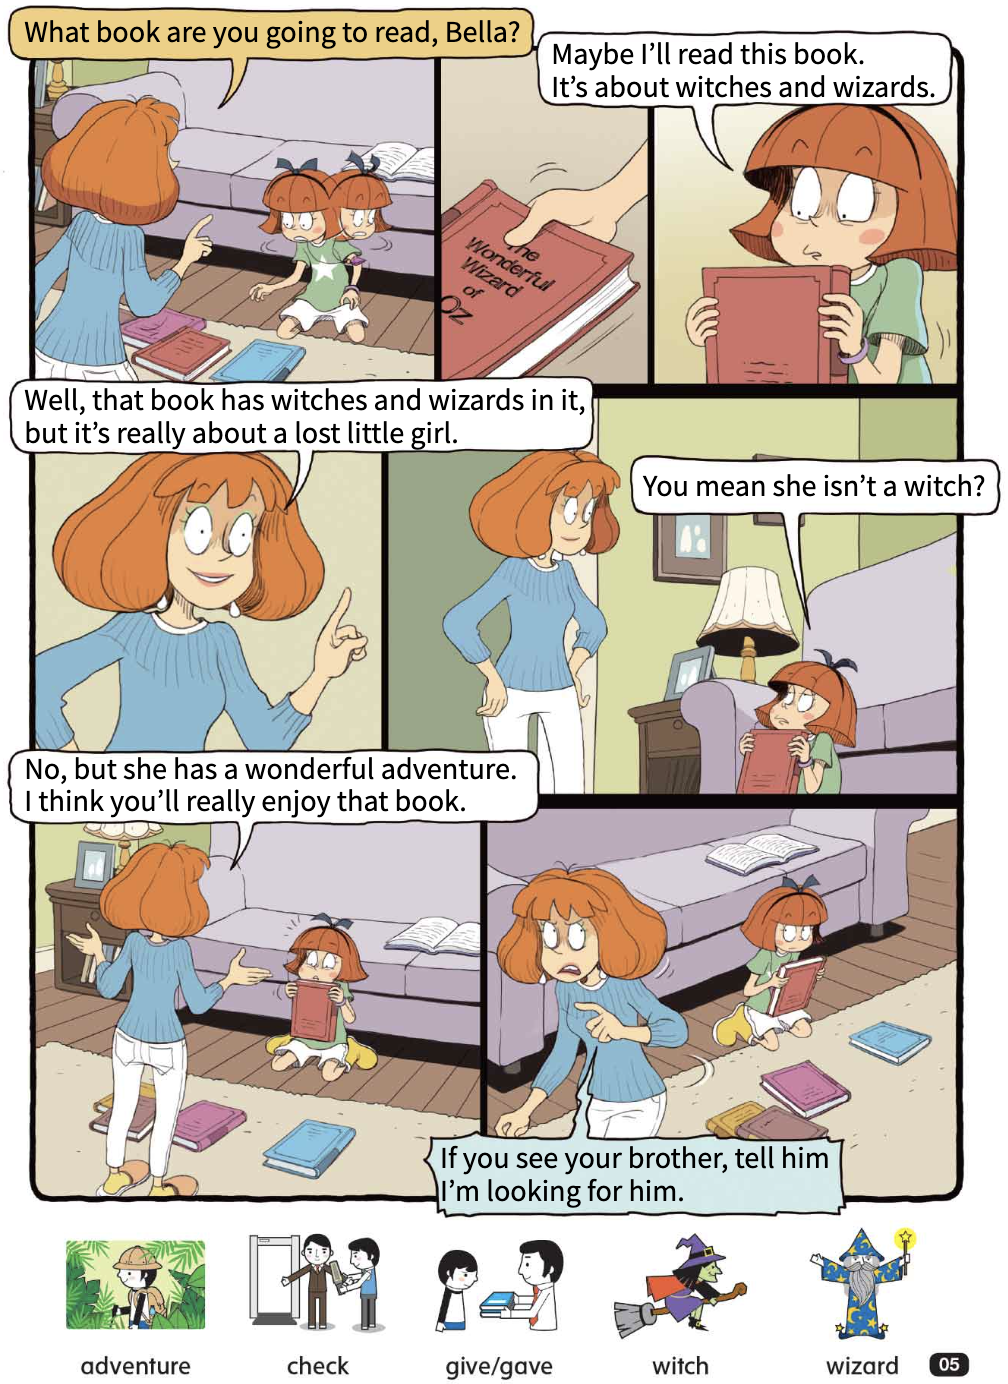 What book are you going to read, Bella?
Maybe I'll read this book.
It's about witches and wizards.
The
Wonderful
Wizard
of
Oz
Well, that book has witches and wizards in it,
but it's really about a lost little girl.
You mean she isn't a witch?
No, but she has a wonderful adventure.
I think you'll really enjoy that book.
If you see your brother, tell him
I'm looking for him.
adventure
check
give/gave
witch
wizard
05